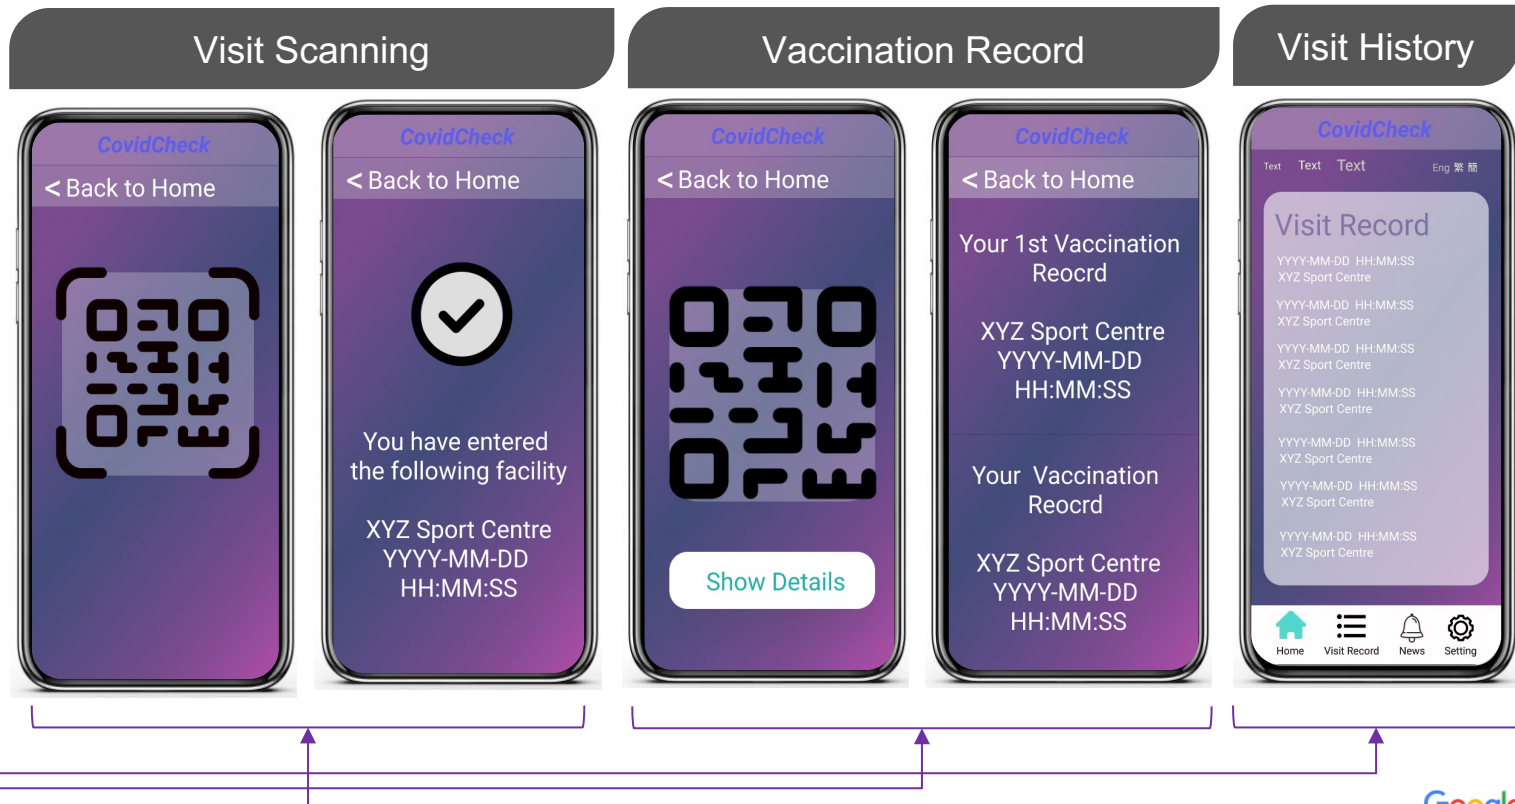 Visit Scanning
Vaccination Record
Visit History
CovidCheck
< Back to Home
CovidCheck
< Back to Home
You have entered
the following facility
XYZ Sport Centre
YYYY-MM-DD
HH:MM:SS
CovidCheck
< Back to Home
Show Details
CovidCheck
< Back to Home
Your 1st Vaccination
Reocrd
XYZ Sport Centre
YYYY-MM-DD
HH:MM:SS
Your Vaccination
Reocrd
XYZ Sport Centre
YYYY-MM-DD
HH:MM:SS
CovidCheck
Text Text Text Eng 繁 簡
Visit Record
YYYY-MM-DD HH:MM:SS
XYZ Sport Centre
YYYY-MM-DD HH:MM:SS
XYZ Sport Centre
YYYY-MM-DD HH:MM:SS
XYZ Sport Centre
YYYY-MM-DD HH:MM:SS
XYZ Sport Centre
YYYY-MM-DD HH:MM:SS
XYZ Sport Centre
YYYY-MM-DD HH:MM:SS
XYZ Sport Centre
YYYY-MM-DD HH:MM:SS
XYZ Sport Centre
Home Visit Record News Setting